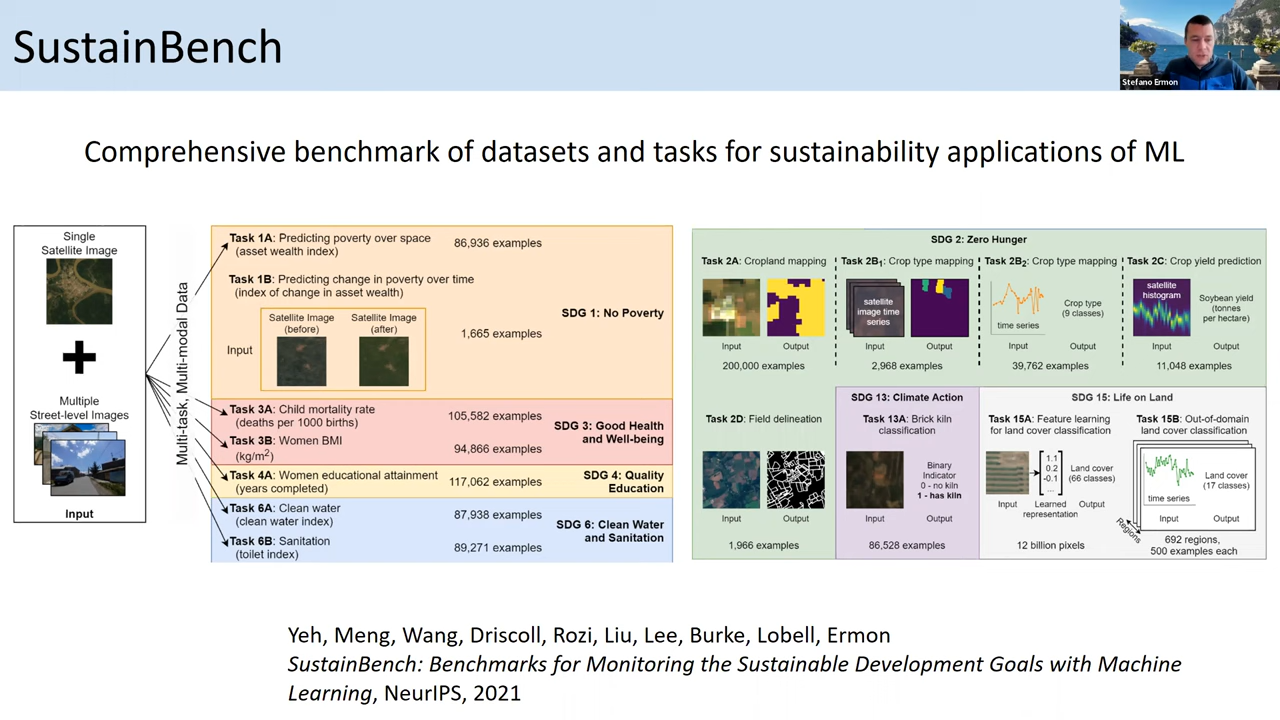 SustainBench
Stefano Ermon
Comprehensive benchmark of datasets and tasks for sustainability applications of ML
Single
Satellite Image
Multiple
Street-level Images
Input
Multi-task, Multi-modal Data
Task 1A: Predicting poverty over space
(asset wealth index)
86,936 examples
Task 1B: Predicting change in poverty over time
(index of change in asset wealth)
Satellite Image
(before)
Satellite Image
(after)
Input
1,665 examples
SDG 1: No Poverty
Task 3A: Child mortality rate
(deaths per 1000 births)
105,582 examples
Task 3B: Women BMI
(kg/m²)
94,866 examples
SDG 3: Good Health
and Well-being
Task 4A: Women educational attainment
(years completed)
117,062 examples
SDG 4: Quality
Education
Task 6A: Clean water
(clean water index)
87,938 examples
Task 6B: Sanitation
(toilet index)
89,271 examples
SDG 6: Clean Water
and Sanitation
SDG 2: Zero Hunger
Task 2A: Cropland mapping
Input
Output
200,000 examples
Task 2B₁: Crop type mapping
satellite
image time
series
Input
Output
2,968 examples
Task 2B₂: Crop type mapping
time series
Crop type
(9 classes)
Input
Output
39,762 examples
Task 2C: Crop yield prediction
satellite
histogram
Soybean yield
(tonnes
per hectare)
Input
Output
11,048 examples
Task 2D: Field delineation
Input
Output
1,966 examples
SDG 13: Climate Action
Task 13A: Brick kiln
classification
Binary
Indicator
0 - no kiln
1 - has kiln
Input
Output
86,528 examples
SDG 15: Life on Land
Task 15A: Feature learning
for land cover classification
1.1
0.2
-0.1
...
Land cover
(66 classes)
Input
Learned
representation
Output
12 billion pixels
Task 15B: Out-of-domain
land cover classification
time series
Land cover
(17 classes)
Input
Output
Regions
692 regions,
500 examples each
Yeh, Meng, Wang, Driscoll, Rozi, Liu, Lee, Burke, Lobell, Ermon
SustainBench: Benchmarks for Monitoring the Sustainable Development Goals with Machine
Learning, NeurIPS, 2021